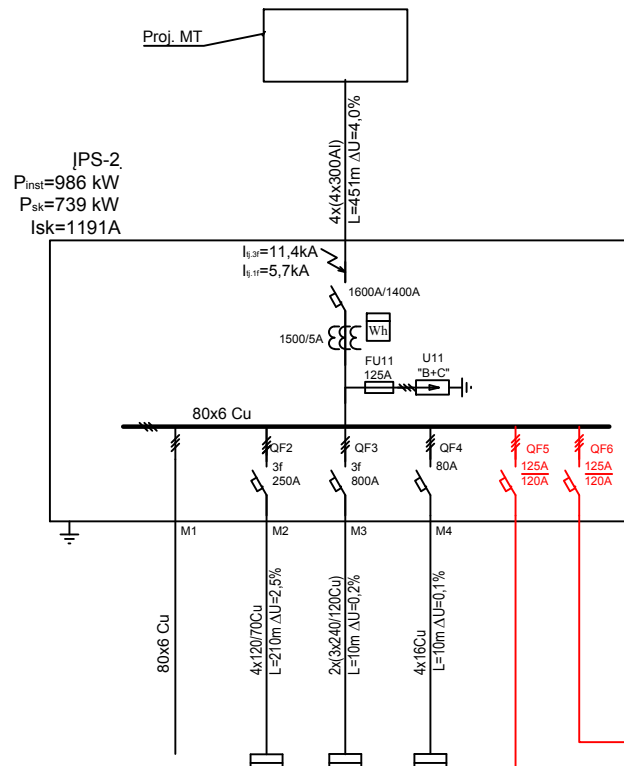 Proj. MT
4x(4x300Al)
L=451m ΔU=4,0%
ĮPS-2.
Pinst=986 kW
Psk=739 kW
Isk=1191A
Itj.3f=11,4kA
Itj.1f=5,7kA
1600A/1400A
1500/5A
Wh
FU11
125A
U11
"B+C"
80x6 Cu
QF2
3f
250A
QF3
3f
800A
QF4
80A
QF5
125A
120A
QF6
125A
120A
M1
M2
M3
M4
80x6 Cu
4x120/70Cu
L=210m ΔU=2,5%
2x(3x240/120Cu)
L=10m ΔU=0,2%
4x16Cu
L=10m ΔU=0,1%